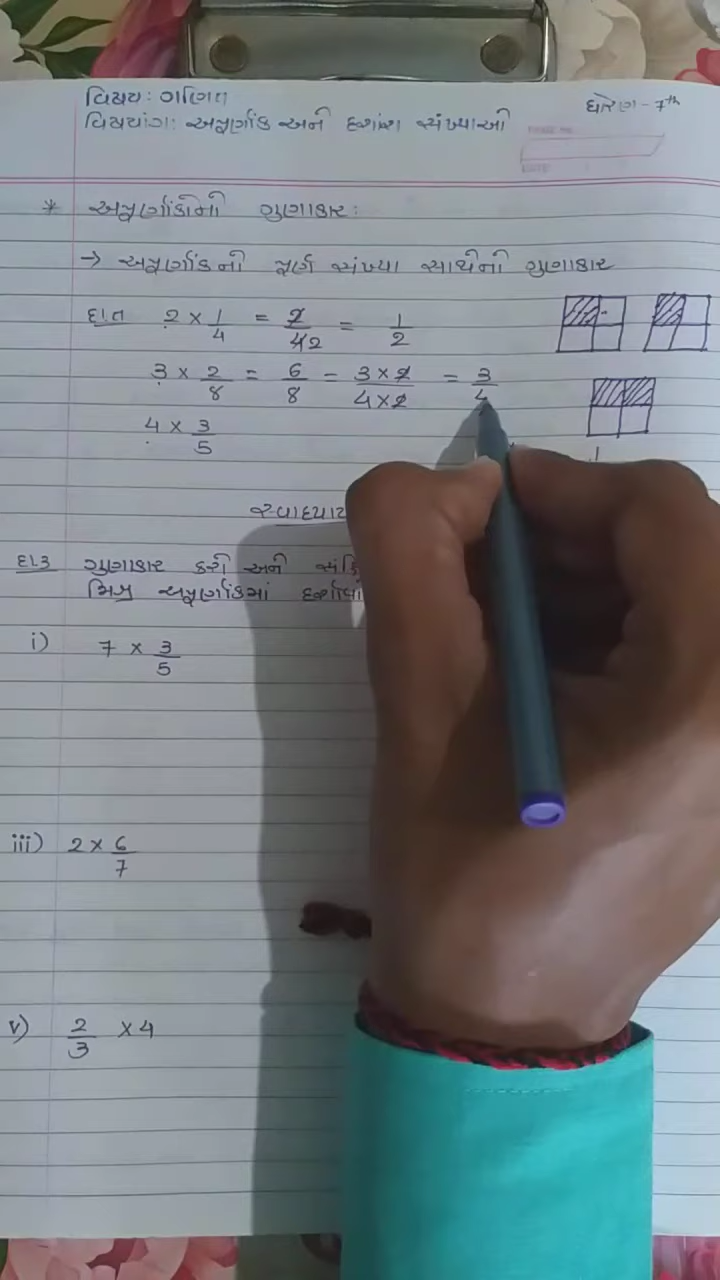 વિષય: ગણિત
ધોરણ - 7th
વિષયાંગ: અપૂર્ણાંક અને દશાંશ સંખ્યાઓ
* અપૂર્ણાંકોનો ગુણાકાર:
→ અપૂર્ણાંકનો પૂર્ણ સંખ્યા સાથેનો ગુણાકાર
દા.ત 2 × 1/4 = 2/42 = 1/2
3 × 2/8 = 6/8 = 3 × 2/4 × 2 = 3/4
4 × 3/5
સ્વાધ્યાય
દા.3 ગુણાકાર કરો અને
મિશ્ર અપૂર્ણાંકમાં
i) 7 × 3/5
iii) 2 × 6/7
v) 2/3 × 4